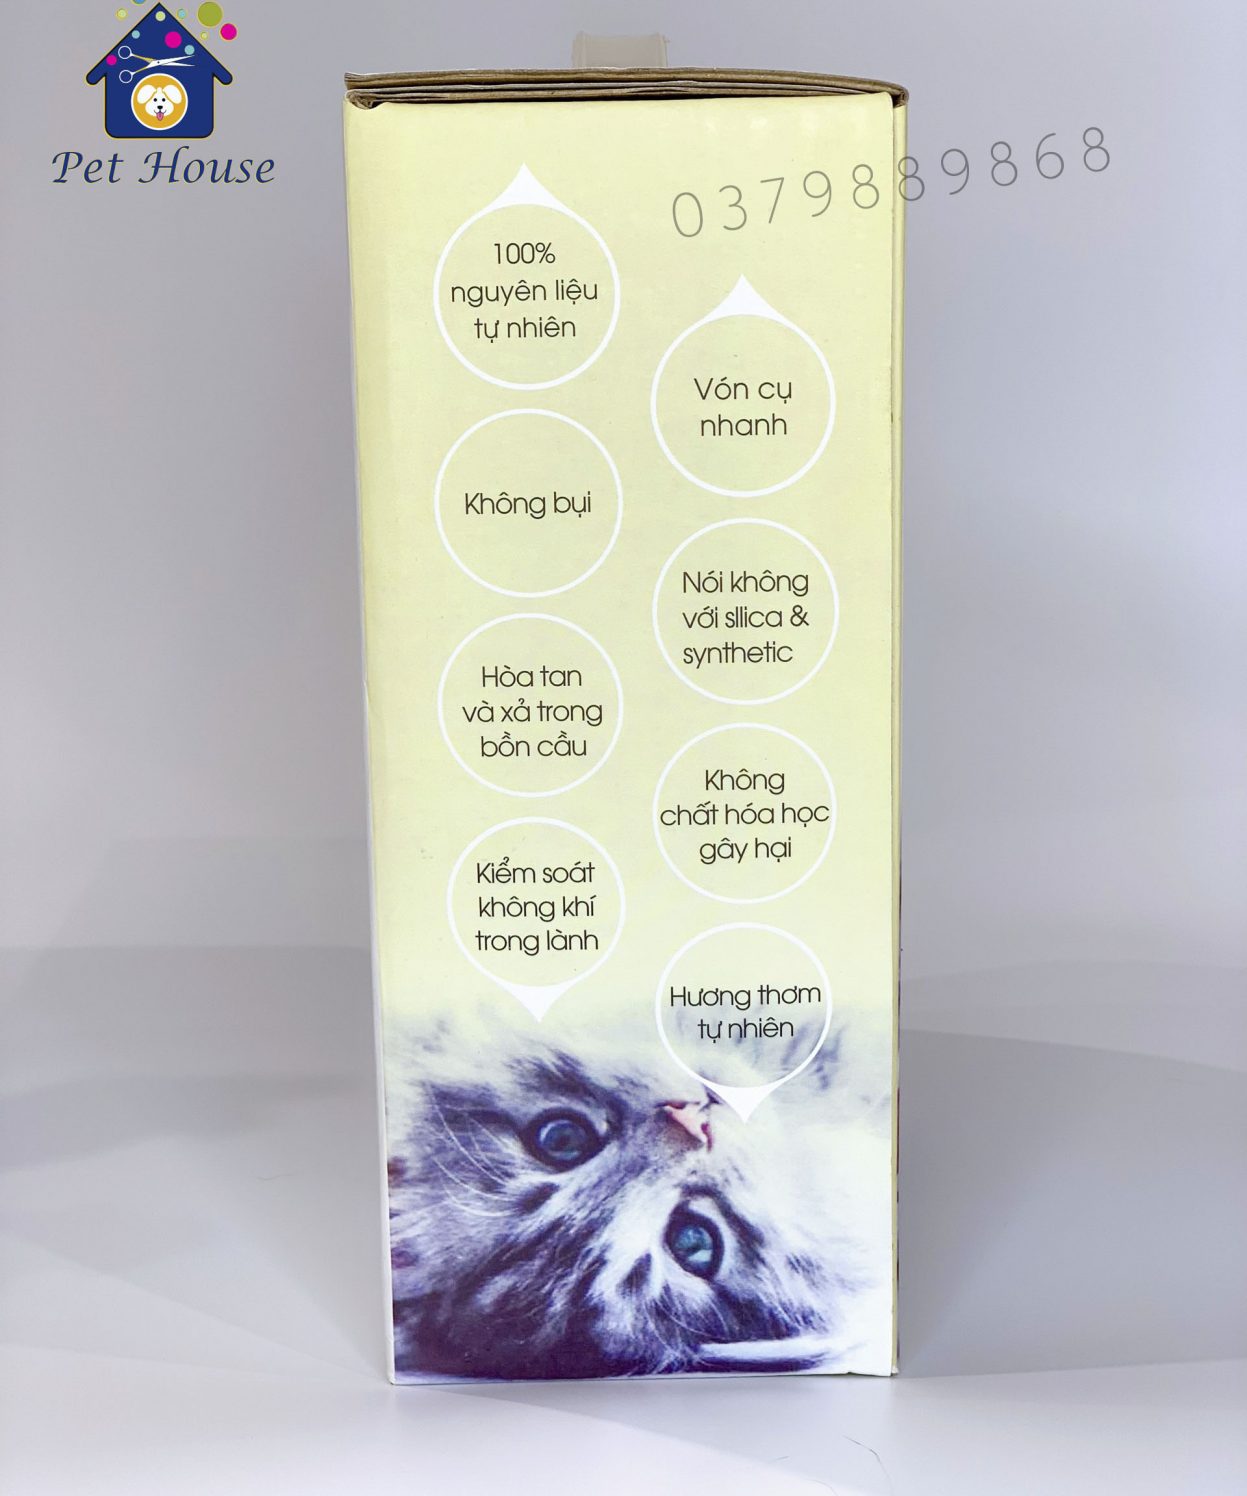 Pet House
0379889868
100%
nguyên liệu
tự nhiên
Vón cụ
nhanh
Không bụi
Nói không
với sllica &
synthetic
Hòa tan
và xả trong
bồn cầu
Không
chất hóa học
gây hại
Kiểm soát
không khí
trong lành
Hương thơm
tự nhiên